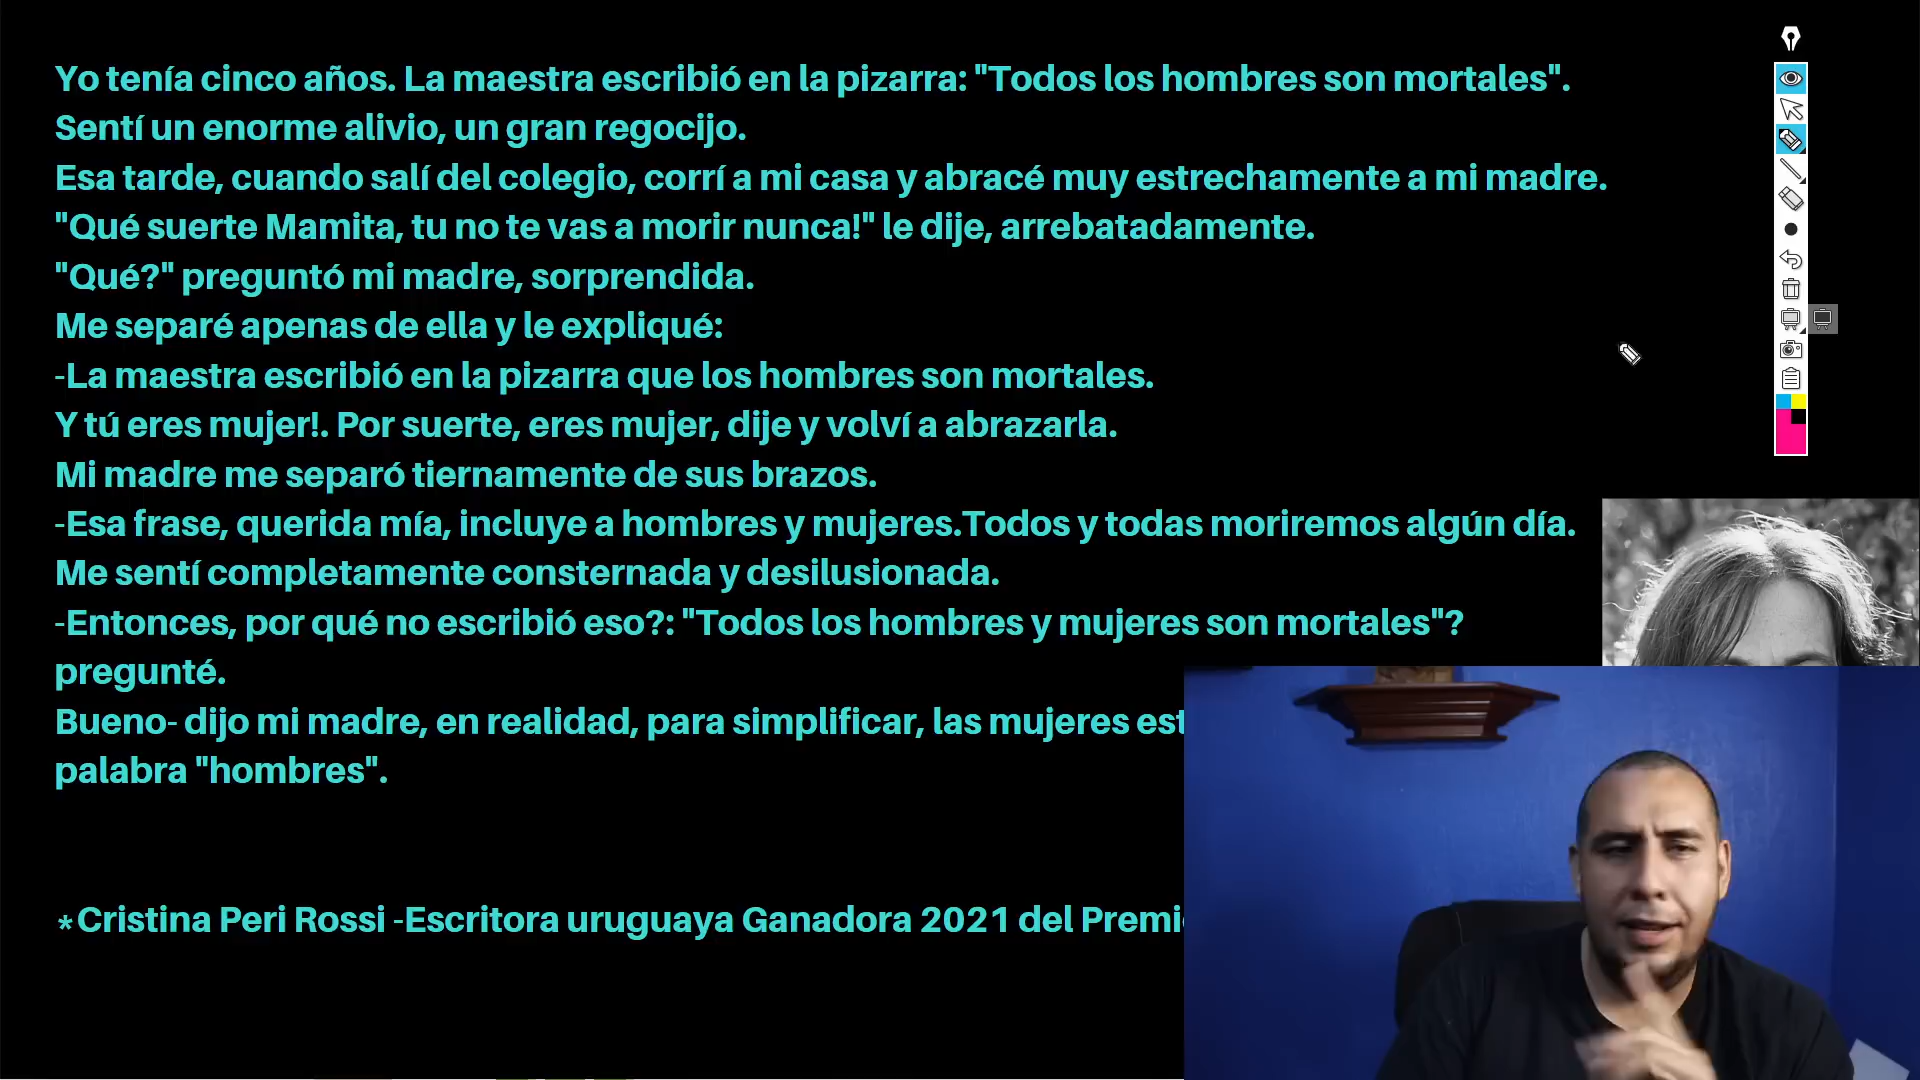 Yo tenía cinco años. La maestra escribió en la pizarra: "Todos los hombres son mortales".
Sentí un enorme alivio, un gran regocijo.
Esa tarde, cuando salí del colegio, corrí a mi casa y abracé muy estrechamente a mi madre.
"Qué suerte Mamita, tu no te vas a morir nunca!" le dije, arrebatadamente.
"Qué?" preguntó mi madre, sorprendida.
Me separé apenas de ella y le expliqué:
-La maestra escribió en la pizarra que los hombres son mortales.
Y tú eres mujer!. Por suerte, eres mujer, dije y volví a abrazarla.
Mi madre me separó tiernamente de sus brazos.
-Esa frase, querida mía, incluye a hombres y mujeres.Todos y todas moriremos algún día.
Me sentí completamente consternada y desilusionada.
-Entonces, por qué no escribió eso?: "Todos los hombres y mujeres son mortales"?
pregunté.
Bueno- dijo mi madre, en realidad, para simplificar, las mujeres
palabra "hombres".
*Cristina Peri Rossi -Escritora uruguaya Ganadora 2021 del